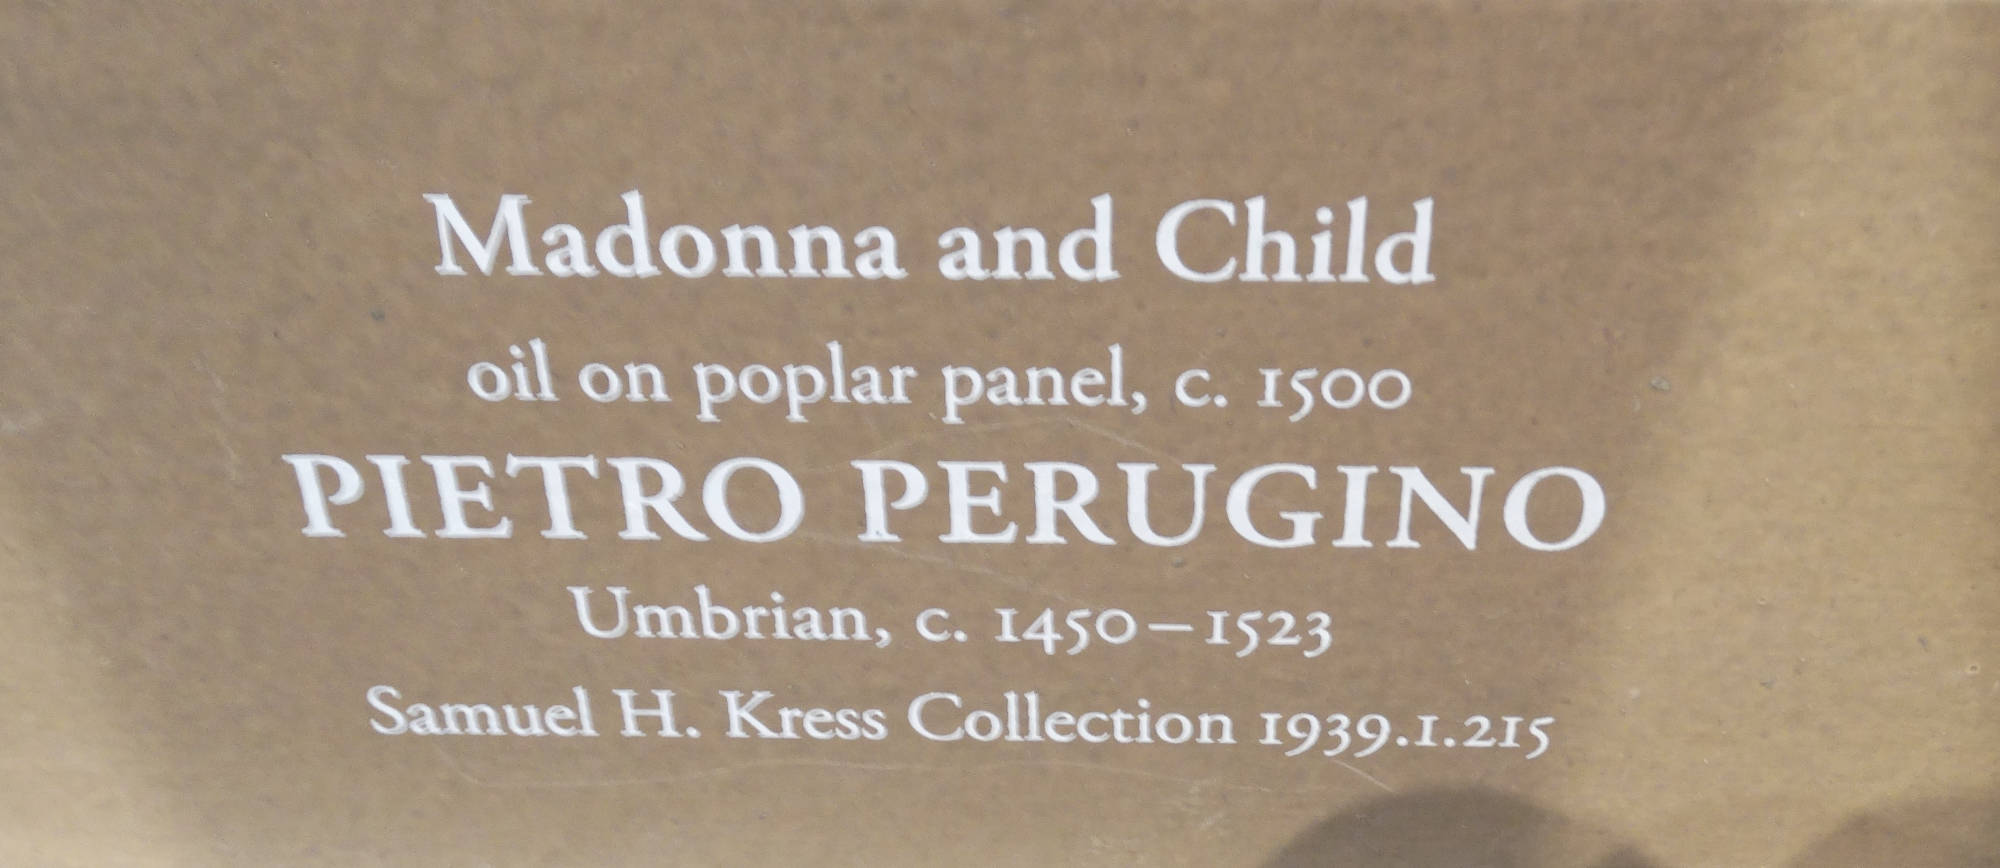 Madonna and Child
oil on poplar panel, c. 1500
PIETRO PERUGINO
Umbrian, c. 1450–1523
Samuel H. Kress Collection 1939.1.215